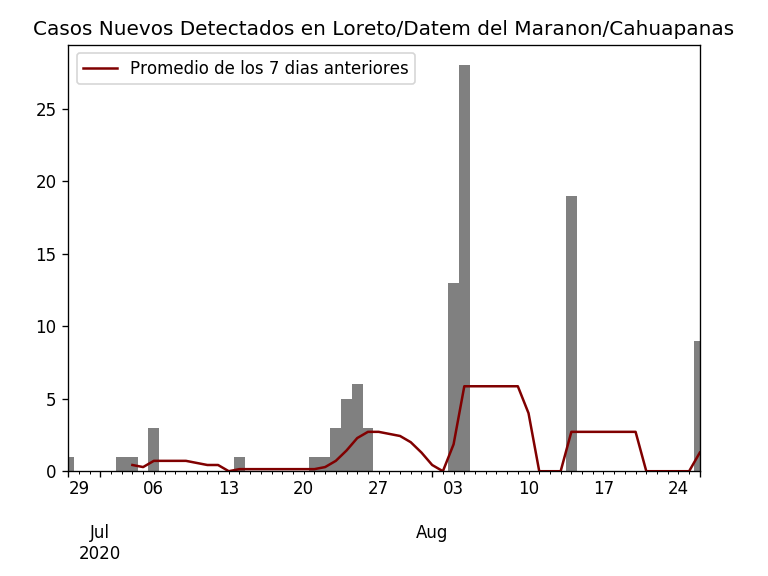 Casos Nuevos Detectados en Loreto/Datem del Maranon/Cahuapanas
Promedio de los 7 dias anteriores
25
20
15
10
5
0
29 06 13 20 27 03 10 17 24
Jul Aug
2020